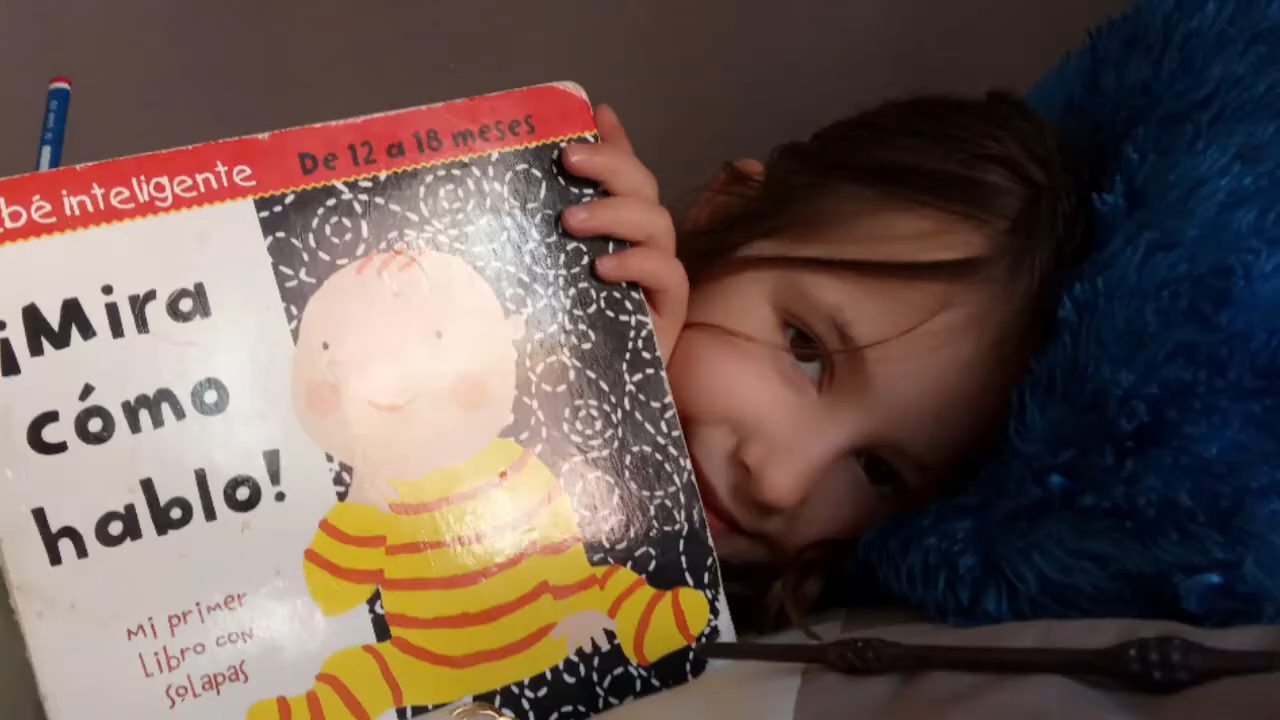 bé inteligente
De 12 a 18 meses
¡Mira
cómo
hablo!
Mi primer
libro con
solapas